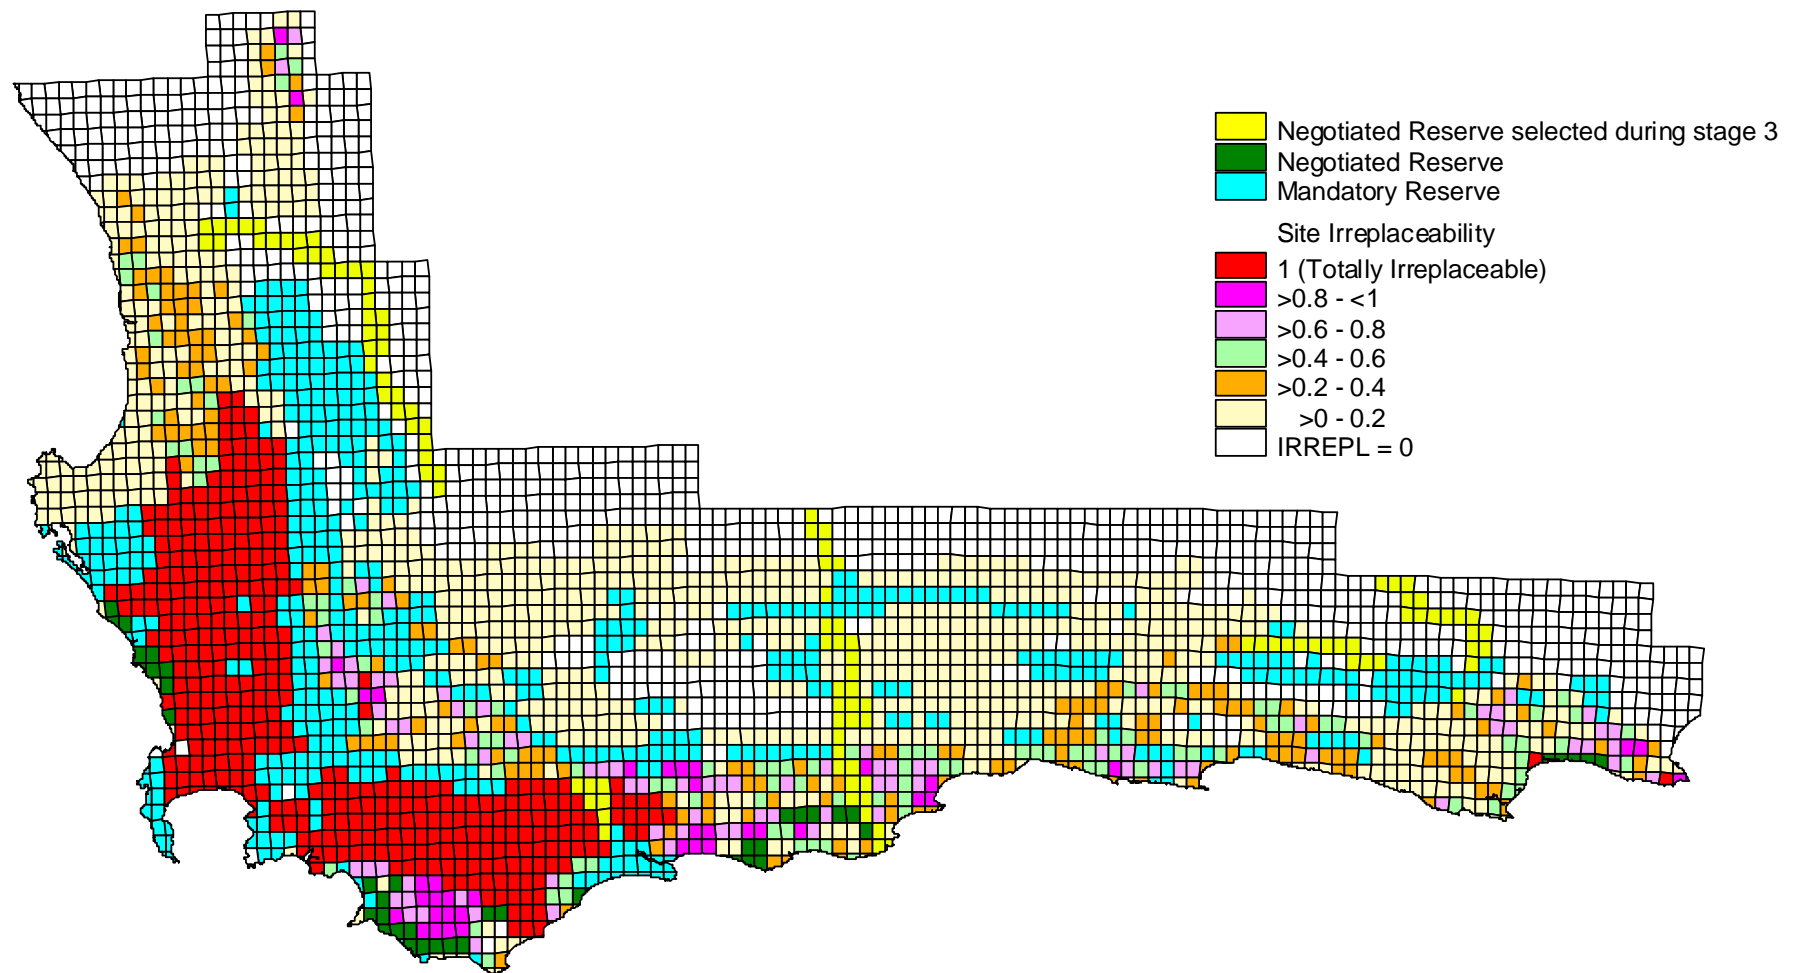 Negotiated Reserve selected during stage 3
Negotiated Reserve
Mandatory Reserve
Site Irreplaceability
1 (Totally Irreplaceable)
>0.8 - <1
>0.6 - 0.8
>0.4 - 0.6
>0.2 - 0.4
>0 - 0.2
IRREPL = 0